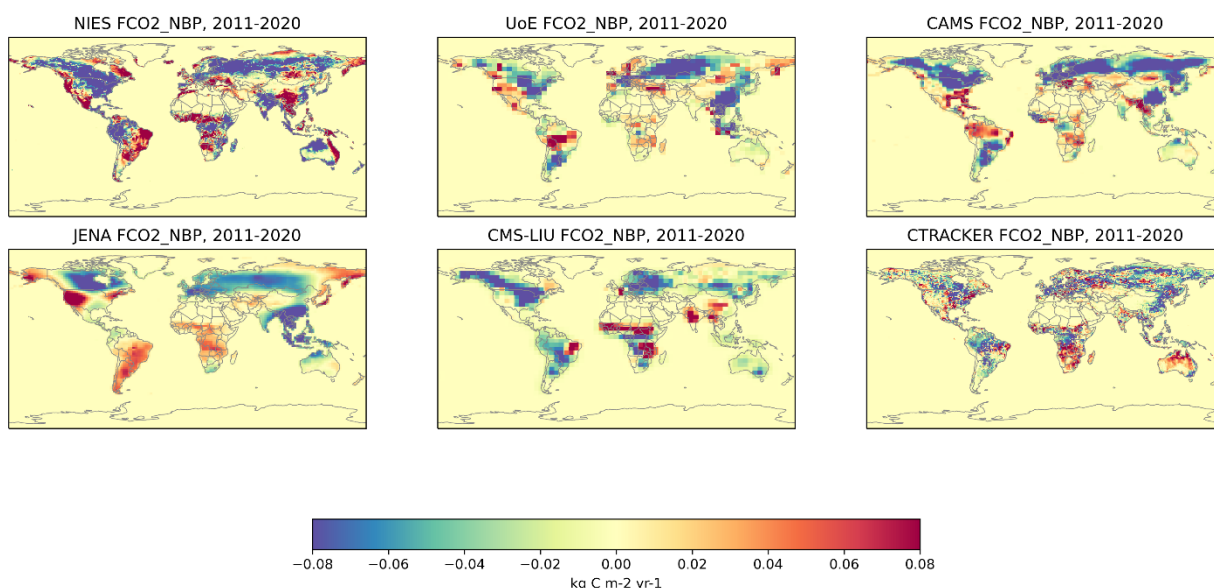 NIES FCO2_NBP, 2011-2020
UoE FCO2_NBP, 2011-2020
CAMS FCO2_NBP, 2011-2020
JENA FCO2_NBP, 2011-2020
CMS-LIU FCO2_NBP, 2011-2020
CTRACKER FCO2_NBP, 2011-2020
−0.08 −0.06 −0.04 −0.02 0.00 0.02 0.04 0.06 0.08
kg C m-2 yr-1